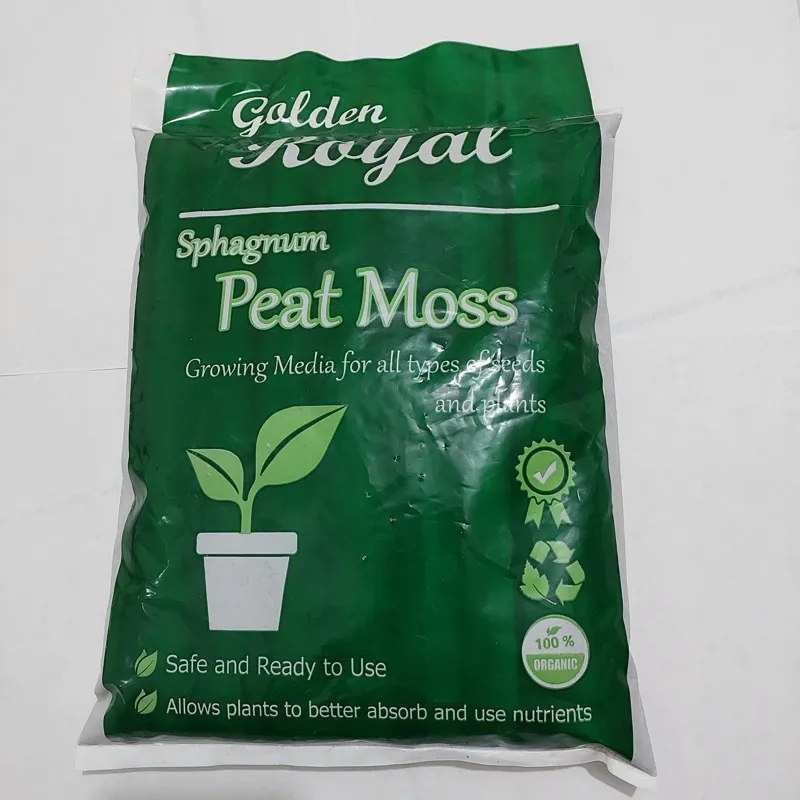 Golden
Royal
Sphagnum
Peat Moss
Growing Media for all types of seeds
and plants
100 %
ORGANIC
Safe and Ready to Use
Allows plants to better absorb and use nutrients